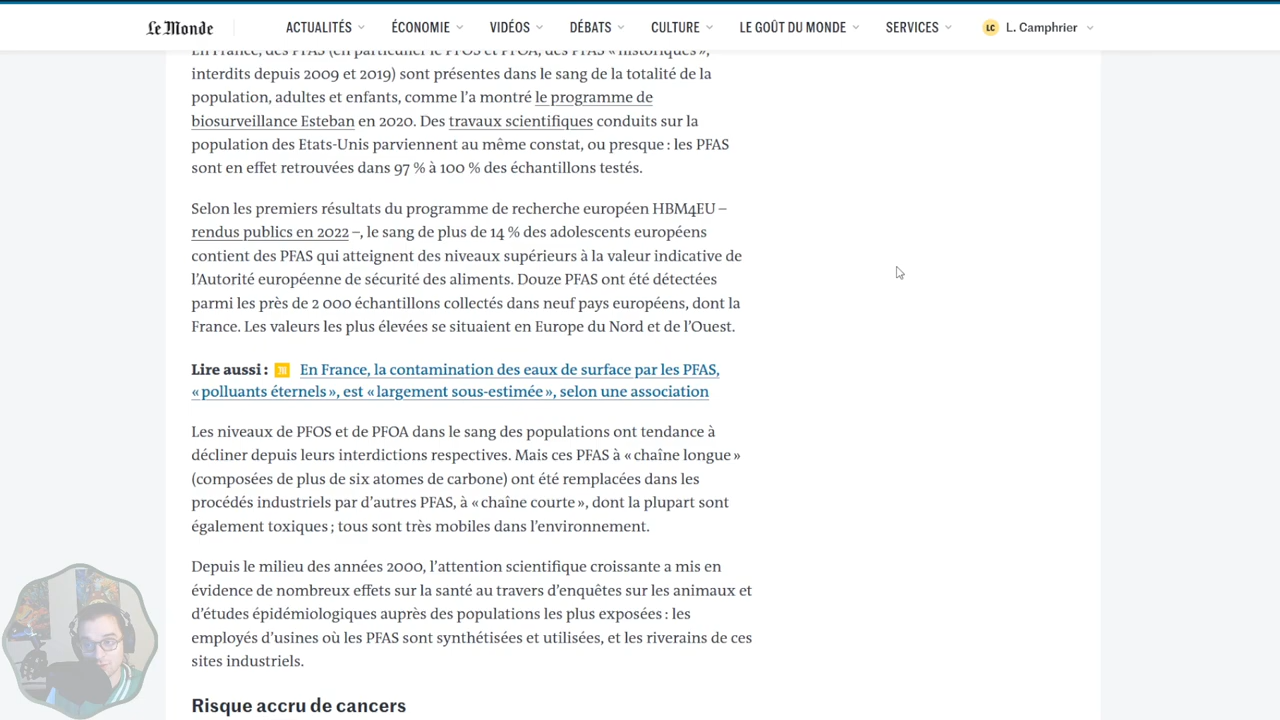 Le Monde
ACTUALITÉS
ÉCONOMIE
VIDÉOS
DÉBATS
CULTURE
LE GOÛT DU MONDE
SERVICES
LC
L. Camphrier
En France, des PFAS (en particulier le PFOS et PFOA, des PFAS « historiques »,
interdits depuis 2009 et 2019) sont présentes dans le sang de la totalité de la
population, adultes et enfants, comme l’a montré le programme de
biosurveillance Esteban en 2020. Des travaux scientifiques conduits sur la
population des Etats-Unis parviennent au même constat, ou presque : les PFAS
sont en effet retrouvées dans 97 % à 100 % des échantillons testés.
Selon les premiers résultats du programme de recherche européen HBM4EU –
rendus publics en 2022 –, le sang de plus de 14 % des adolescents européens
contient des PFAS qui atteignent des niveaux supérieurs à la valeur indicative de
l’Autorité européenne de sécurité des aliments. Douze PFAS ont été détectées
parmi les près de 2 000 échantillons collectés dans neuf pays européens, dont la
France. Les valeurs les plus élevées se situaient en Europe du Nord et de l’Ouest.
Lire aussi : En France, la contamination des eaux de surface par les PFAS,
« polluants éternels », est « largement sous-estimée », selon une association
Les niveaux de PFOS et de PFOA dans le sang des populations ont tendance à
décliner depuis leurs interdictions respectives. Mais ces PFAS à « chaîne longue »
(composées de plus de six atomes de carbone) ont été remplacées dans les
procédés industriels par d’autres PFAS, à « chaîne courte », dont la plupart sont
également toxiques ; tous sont très mobiles dans l’environnement.
Depuis le milieu des années 2000, l’attention scientifique croissante a mis en
évidence de nombreux effets sur la santé au travers d’enquêtes sur les animaux et
d’études épidémiologiques auprès des populations les plus exposées : les
employés d’usines où les PFAS sont synthétisées et utilisées, et les riverains de ces
sites industriels.
Risque accru de cancers